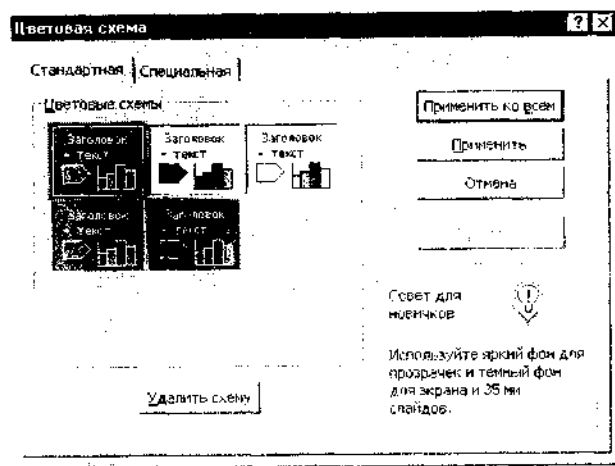 Цветовая схема
Стандартная Специальная
Цветовые схемы
Заголовок
• Текст
Заголовок
• Текст
Заголовок
• Текст
Заголовок
• Текст
Заголовок
• Текст
Применить ко всем
Применить
Отмена
Совет для
новичков
Используйте яркий фон для
прозрачек и темный фон
для экрана и 35 мм
слайдов.
Удалить схему